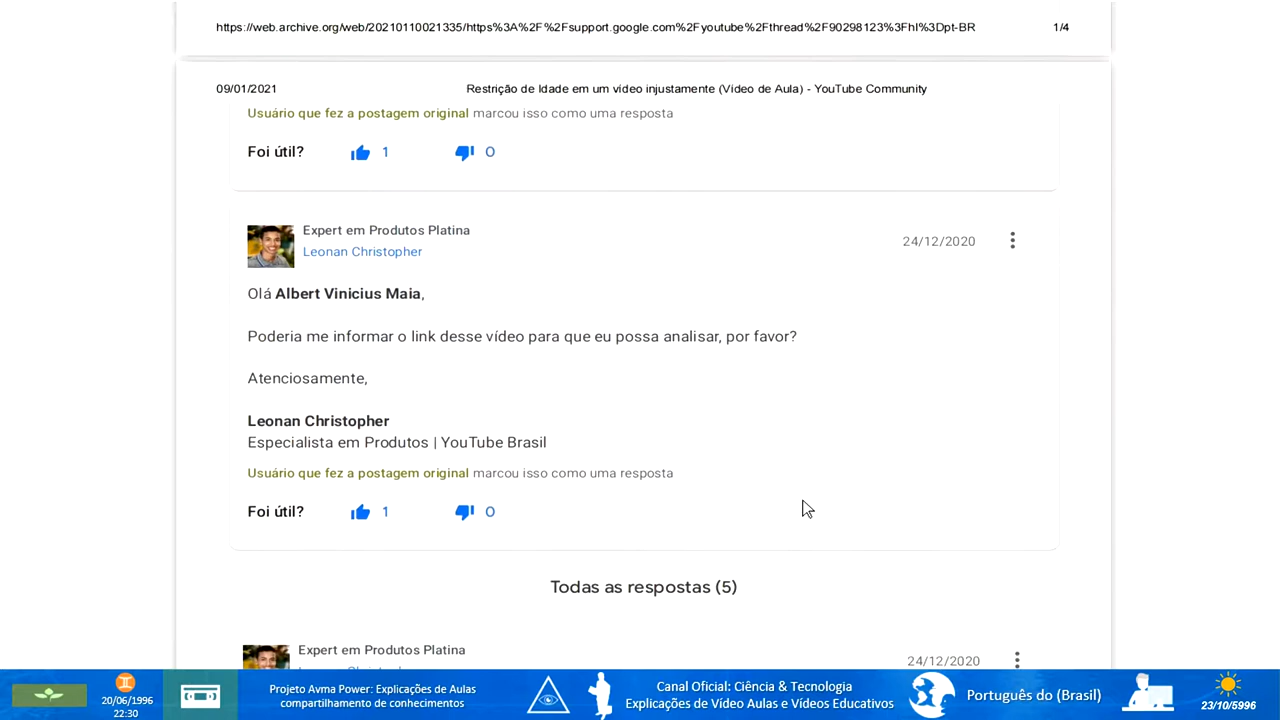 https://web.archive.org/web/20210110021335/https%3A%2F%2Fsupport.google.com%2Fyoutube%2Fthread%2F90298123%3Fhl%3Dpt-BR 1/4
09/01/2021 Restrição de Idade em um vídeo injustamente (Vídeo de Aula) - YouTube Community
Usuário que fez a postagem original marcou isso como uma resposta
Foi útil? 1 0
Expert em Produtos Platina
Leonan Christopher
24/12/2020
Olá Albert Vinicius Maia,
Poderia me informar o link desse vídeo para que eu possa analisar, por favor?
Atenciosamente,
Leonan Christopher
Especialista em Produtos | YouTube Brasil
Usuário que fez a postagem original marcou isso como uma resposta
Foi útil? 1 0
Todas as respostas (5)
Expert em Produtos Platina
24/12/2020
20/06/1996
22:30
Projeto Avma Power: Explicações de Aulas
compartilhamento de conhecimentos
Canal Oficial: Ciência & Tecnologia
Explicações de Vídeo Aulas e Vídeos Educativos
Português do (Brasil)
23/10/5996